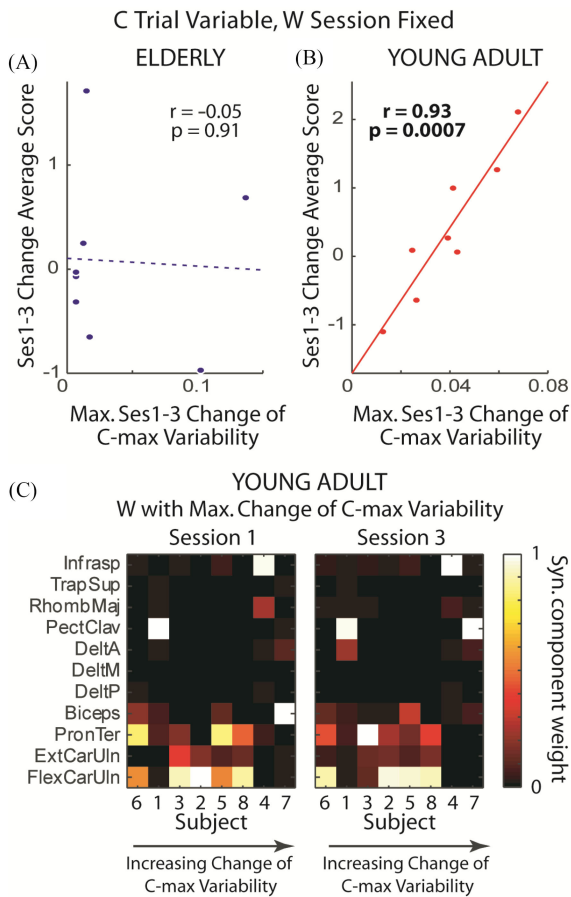 C Trial Variable, W Session Fixed
(A)
ELDERLY
Ses1-3 Change Average Score
r = –0.05
p = 0.91
1
0
-1
0
0.1
Max. Ses1-3 Change of
C-max Variability
(B)
YOUNG ADULT
Ses1-3 Change Average Score
r = 0.93
p = 0.0007
2
1
0
-1
0
0.04
0.08
Max. Ses1-3 Change of
C-max Variability
(C)
YOUNG ADULT
W with Max. Change of C-max Variability
Session 1
Session 3
Infrasp
TrapSup
RhombMaj
PectClav
DeltA
DeltM
DeltP
Biceps
PronTer
ExtCarUln
FlexCarUln
6 1 3 2 5 8 4 7
Subject
Increasing Change of
C-max Variability
6 1 3 2 5 8 4 7
Subject
Increasing Change of
C-max Variability
1
0
Syn. component weight